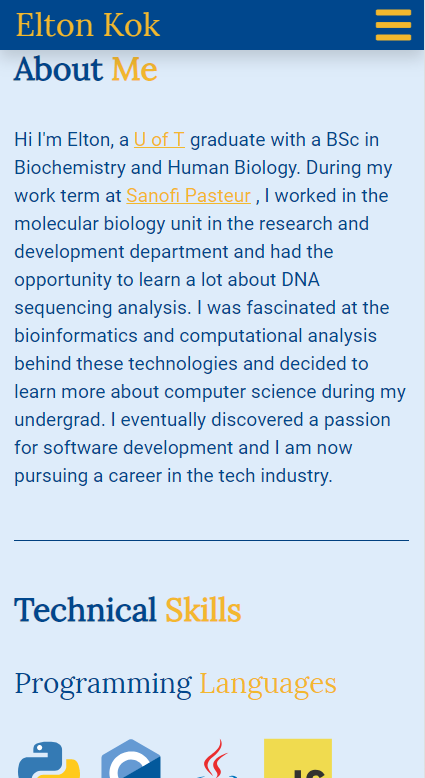 Elton Kok
About Me
Hi I'm Elton, a U of T graduate with a BSc in
Biochemistry and Human Biology. During my
work term at Sanofi Pasteur , I worked in the
molecular biology unit in the research and
development department and had the
opportunity to learn a lot about DNA
sequencing analysis. I was fascinated at the
bioinformatics and computational analysis
behind these technologies and decided to
learn more about computer science during my
undergrad. I eventually discovered a passion
for software development and I am now
pursuing a career in the tech industry.
Technical Skills
Programming Languages
C
JS